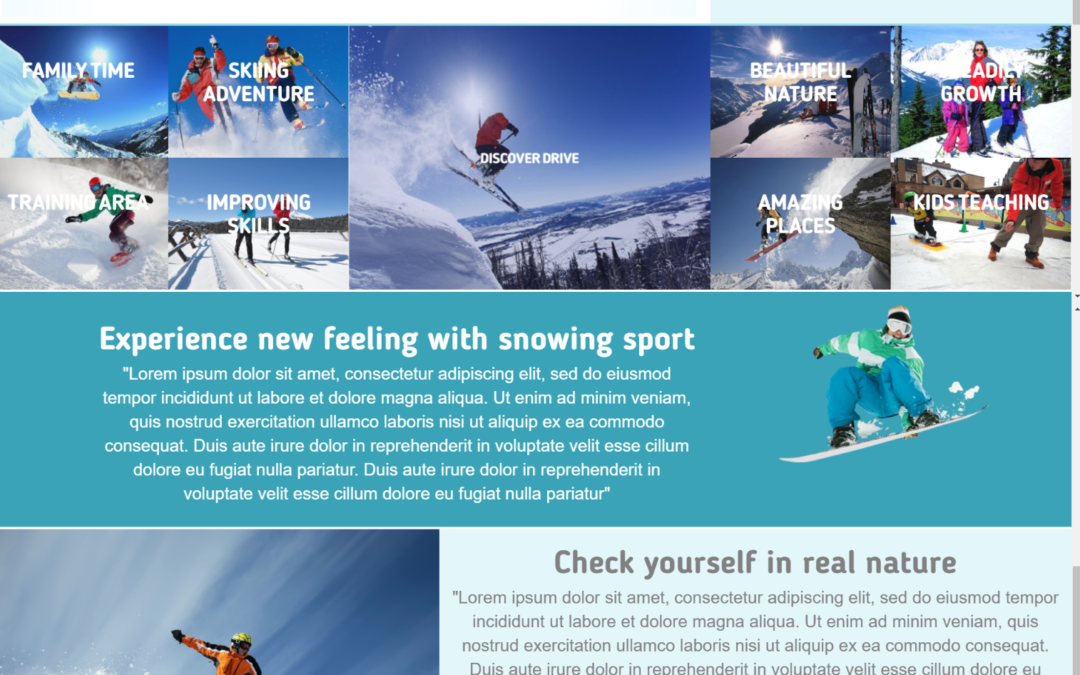 FAMILY TIME
SKIING
ADVENTURE
DISCOVER DRIVE
BEAUTIFUL
NATURE
GROWTH
TRAINING AREA
IMPROVING
SKILLS
AMAZING
PLACES
KIDS TEACHING
Experience new feeling with snowing sport
"Lorem ipsum dolor sit amet, consectetur adipiscing elit, sed do eiusmod
tempor incididunt ut labore et dolore magna aliqua. Ut enim ad minim veniam,
quis nostrud exercitation ullamco laboris nisi ut aliquip ex ea commodo
consequat. Duis aute irure dolor in reprehenderit in voluptate velit esse cillum
dolore eu fugiat nulla pariatur. Duis aute irure dolor in reprehenderit in
voluptate velit esse cillum dolore eu fugiat nulla pariatur"
Check yourself in real nature
"Lorem ipsum dolor sit amet, consectetur adipiscing elit, sed do eiusmod tempor
incididunt ut labore et dolore magna aliqua. Ut enim ad minim veniam, quis
nostrud exercitation ullamco laboris nisi ut aliquip ex ea commodo consequat.
Duis aute irure dolor in reprehenderit in voluptate velit esse cillum dolore eu